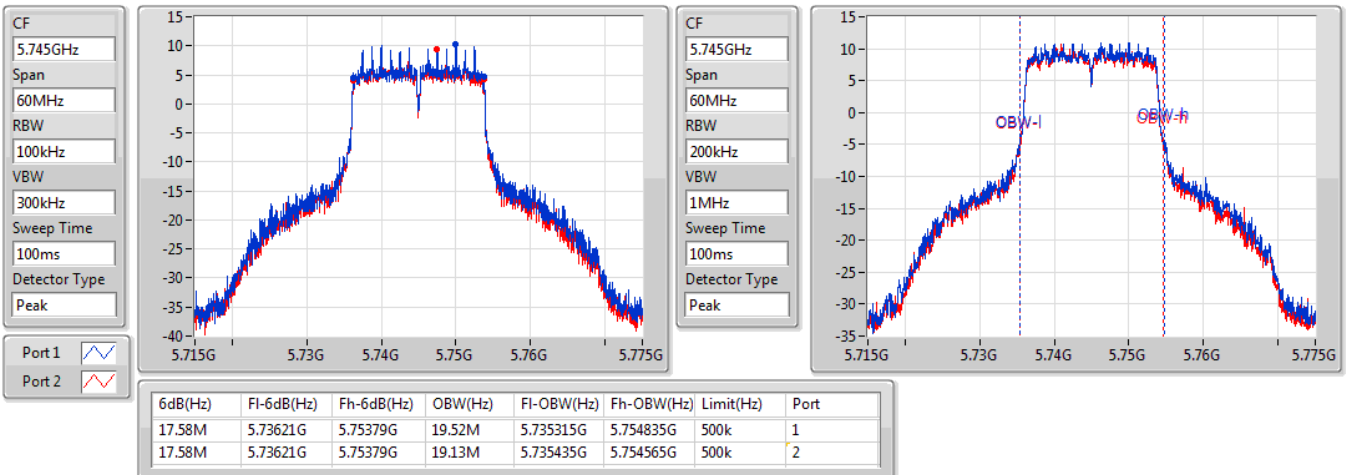 CF
5.745GHz
Span
60MHz
RBW
100kHz
VBW
300kHz
Sweep Time
100ms
Detector Type
Peak
Port 1
Port 2
15
10
5
0
-5
-10
-15
-20
-25
-30
-35
-40
5.715G 5.73G 5.74G 5.75G 5.76G 5.775G
CF
5.745GHz
Span
60MHz
RBW
200kHz
VBW
1MHz
Sweep Time
100ms
Detector Type
Peak
15
10
5
0
-5
-10
-15
-20
-25
-30
-35
OBW-l
OBW-h
OBW-h
5.715G 5.73G 5.74G 5.75G 5.76G 5.775G
6dB(Hz) Fl-6dB(Hz) Fh-6dB(Hz) OBW(Hz) Fl-OBW(Hz) Fh-OBW(Hz) Limit(Hz) Port
17.58M 5.73621G 5.75379G 19.52M 5.735315G 5.754835G 500k 1
17.58M 5.73621G 5.75379G 19.13M 5.735435G 5.754565G 500k 2